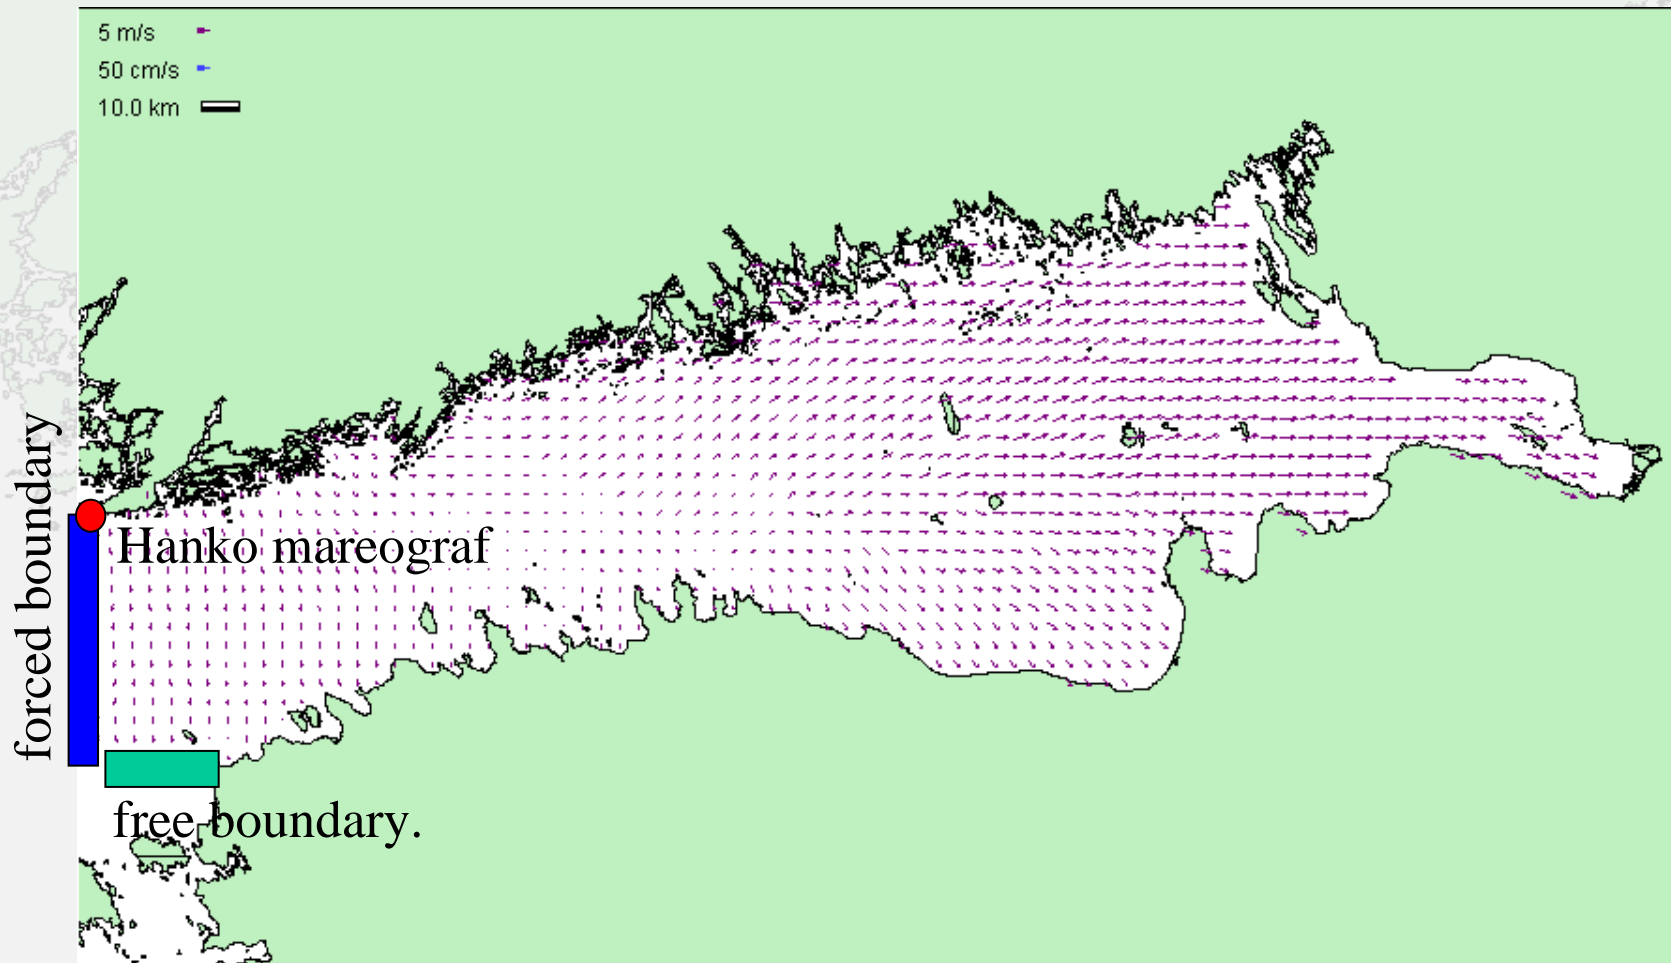 5 m/s
50 cm/s
10.0 km
forced boundary
Hanko mareograf
free boundary.